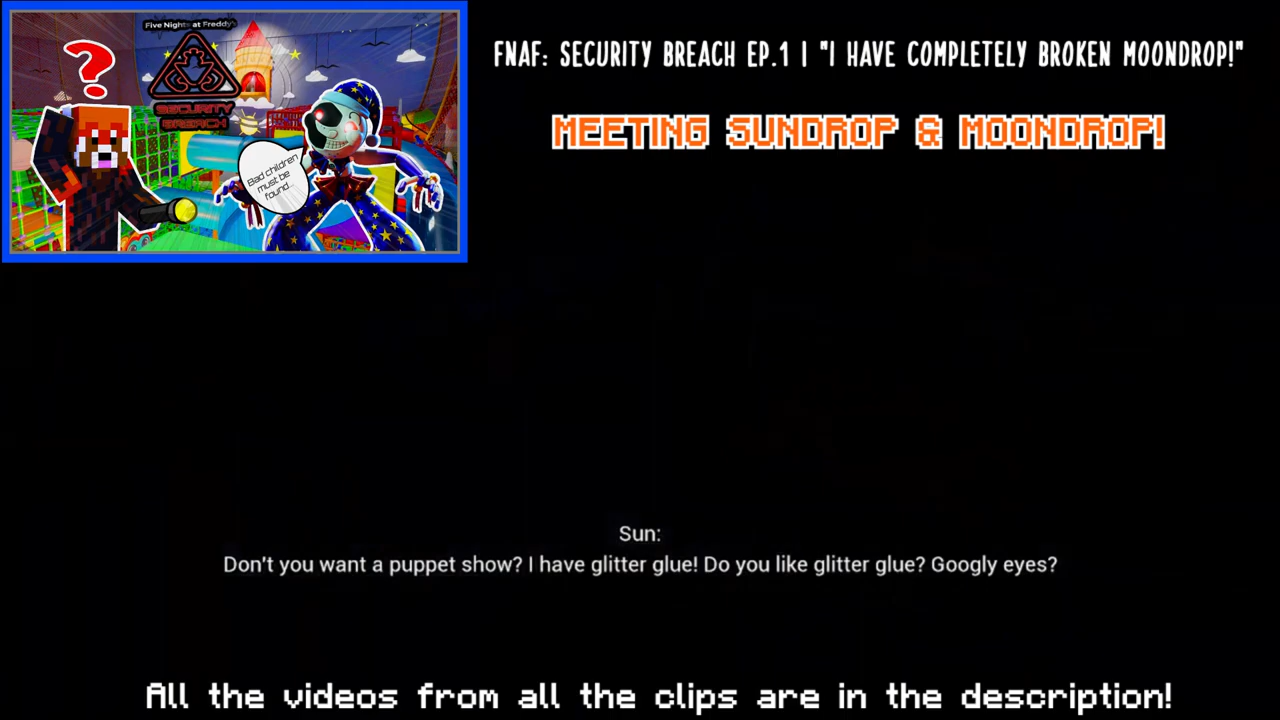 Five Nights at Freddy's
SECURITY
BREACH
Bad children
must be
found...
FNAF: SECURITY BREACH EP.1 | "I HAVE COMPLETELY BROKEN MOONDROP!"
MEETING SUNDROP & MOONDROP!
Sun:
Don't you want a puppet show? I have glitter glue! Do you like glitter glue? Googly eyes?
All the videos from all the clips are in the description!